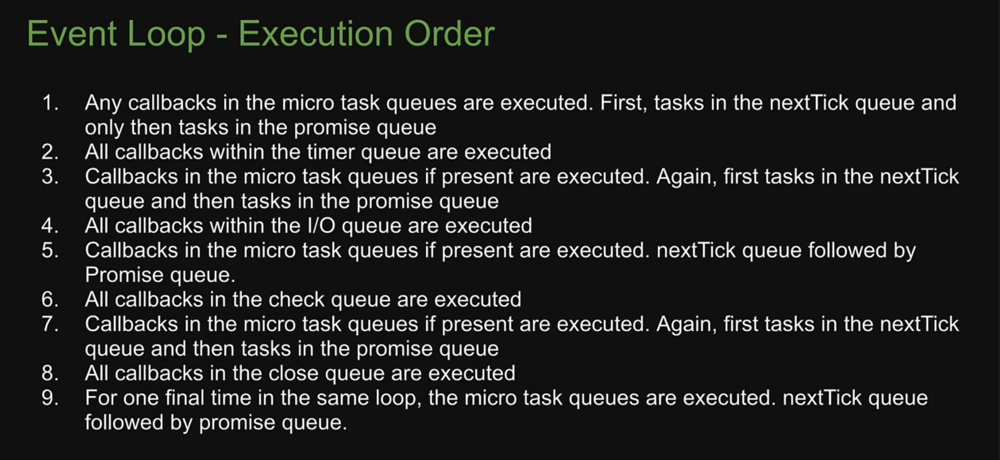 Event Loop - Execution Order
1. Any callbacks in the micro task queues are executed. First, tasks in the nextTick queue and
only then tasks in the promise queue
2. All callbacks within the timer queue are executed
3. Callbacks in the micro task queues if present are executed. Again, first tasks in the nextTick
queue and then tasks in the promise queue
4. All callbacks within the I/O queue are executed
5. Callbacks in the micro task queues if present are executed. nextTick queue followed by
Promise queue.
6. All callbacks in the check queue are executed
7. Callbacks in the micro task queues if present are executed. Again, first tasks in the nextTick
queue and then tasks in the promise queue
8. All callbacks in the close queue are executed
9. For one final time in the same loop, the micro task queues are executed. nextTick queue
followed by promise queue.